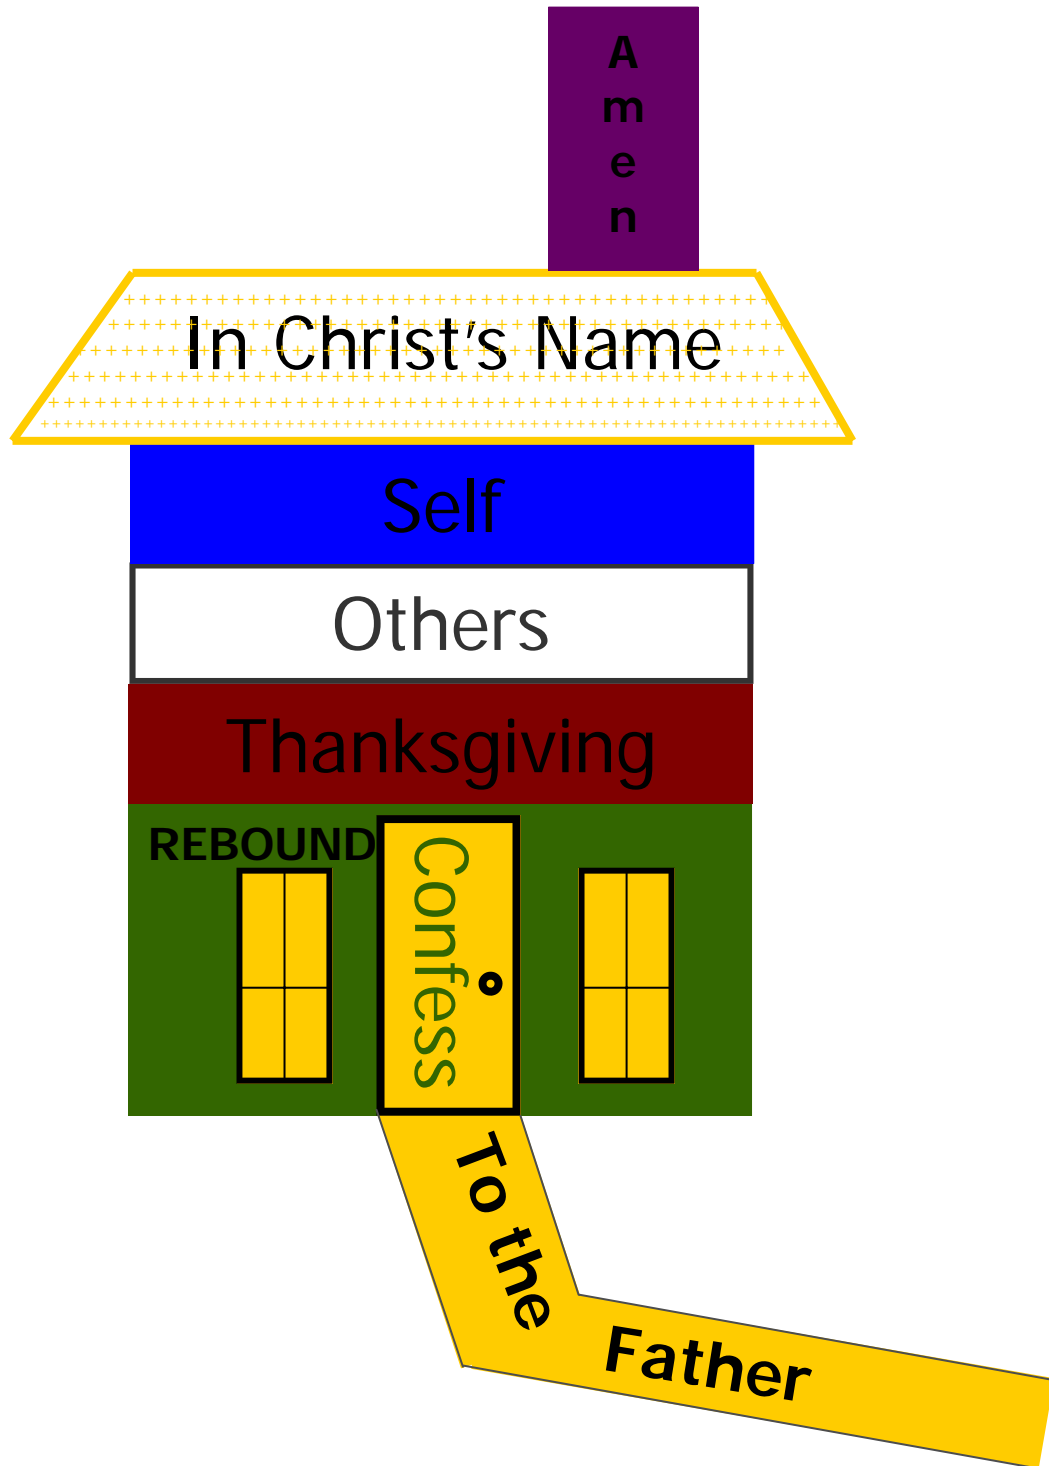 Amen
In Christ's Name
Self
Others
Thanksgiving
REBOUND
Confess
To the
Father